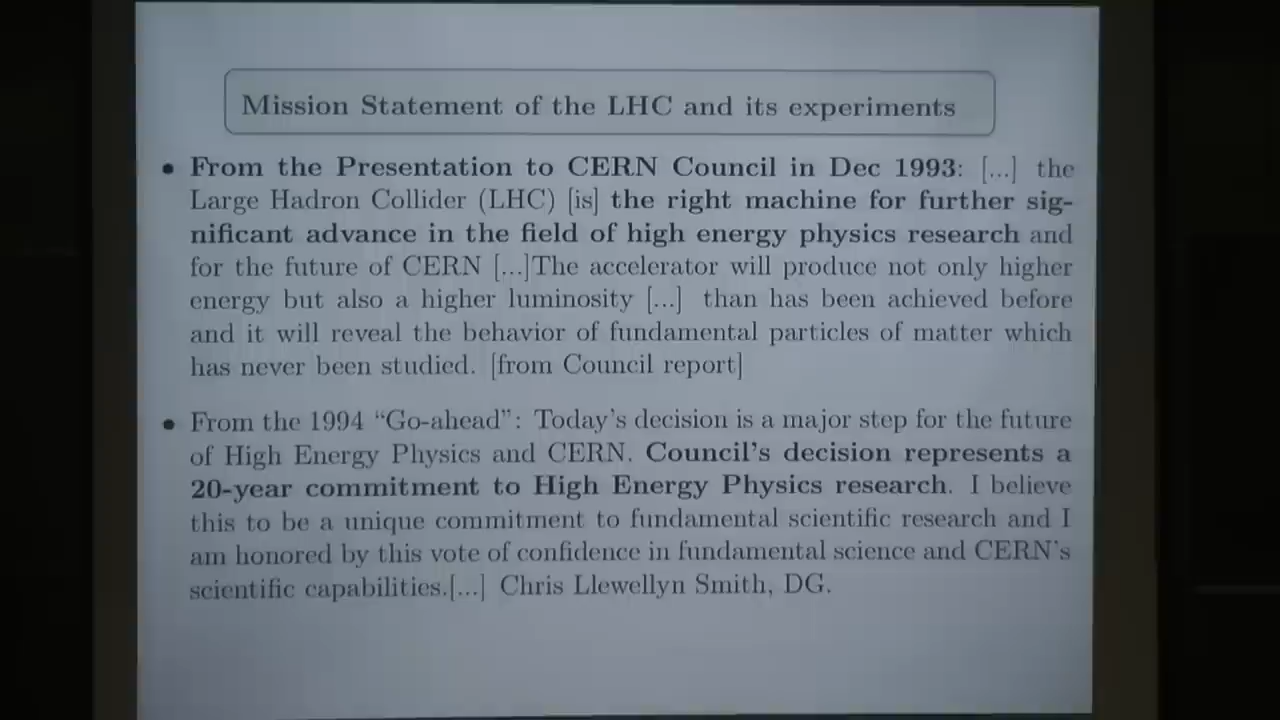 Mission Statement of the LHC and its experiments
• From the Presentation to CERN Council in Dec 1993: [...] the
Large Hadron Collider (LHC) [is] the right machine for further sig-
nificant advance in the field of high energy physics research and
for the future of CERN [...]The accelerator will produce not only higher
energy but also a higher luminosity [...] than has been achieved before
and it will reveal the behavior of fundamental particles of matter which
has never been studied. [from Council report]
• From the 1994 “Go-ahead”: Today’s decision is a major step for the future
of High Energy Physics and CERN. Council’s decision represents a
20-year commitment to High Energy Physics research. I believe
this to be a unique commitment to fundamental scientific research and I
am honored by this vote of confidence in fundamental science and CERN’s
scientific capabilities.[...] Chris Llewellyn Smith, DG.